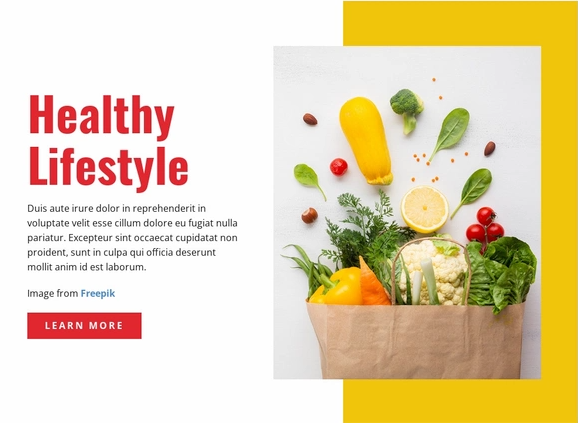 Healthy
Lifestyle
Duis aute irure dolor in reprehenderit in
voluptate velit esse cillum dolore eu fugiat nulla
pariatur. Excepteur sint occaecat cupidatat non
proident, sunt in culpa qui officia deserunt
mollit anim id est laborum.
Image from Freepik
LEARN MORE